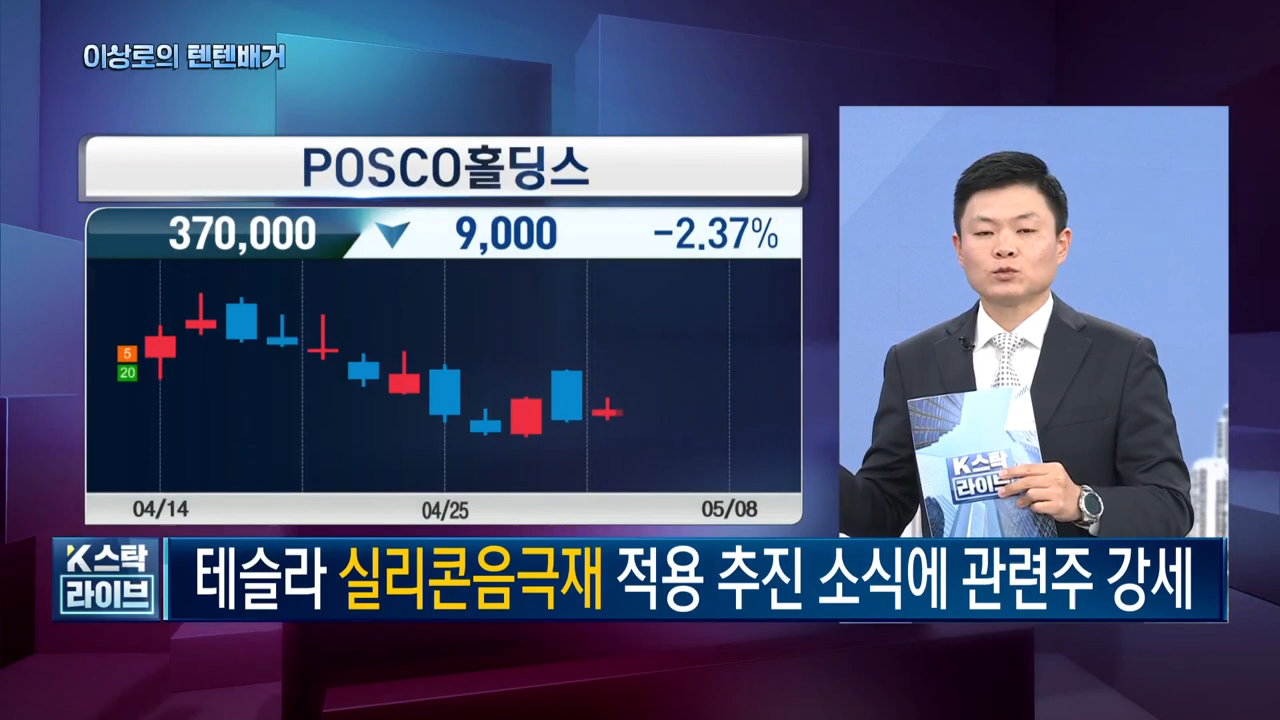 이상로의 텐텐배거
POSCO홀딩스
370,000 9,000 -2.37%
5
20
04/14 04/25 05/08
K스탁
라이브
K스탁
라이브
테슬라 실리콘음극재 적용 추진 소식에 관련주 강세